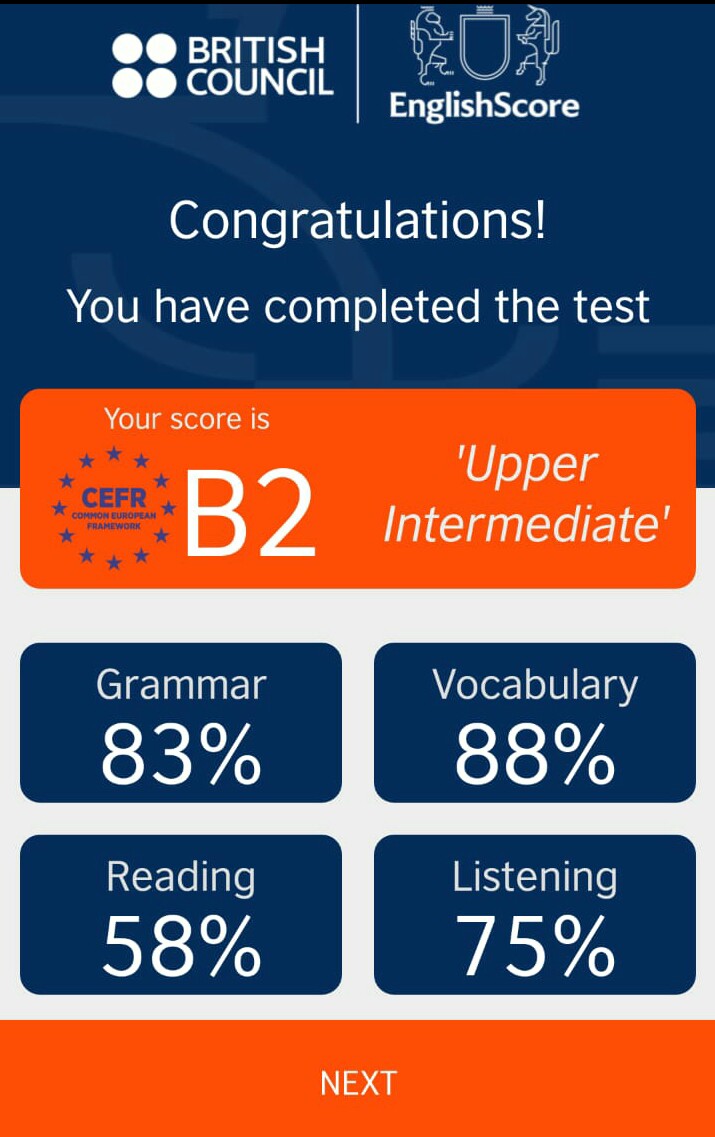 BRITISH
COUNCIL
EnglishScore
Congratulations!
You have completed the test
Your score is
CEFR
COMMON EUROPEAN
FRAMEWORK
B2
'Upper
Intermediate'
Grammar
83%
Vocabulary
88%
Reading
58%
Listening
75%
NEXT